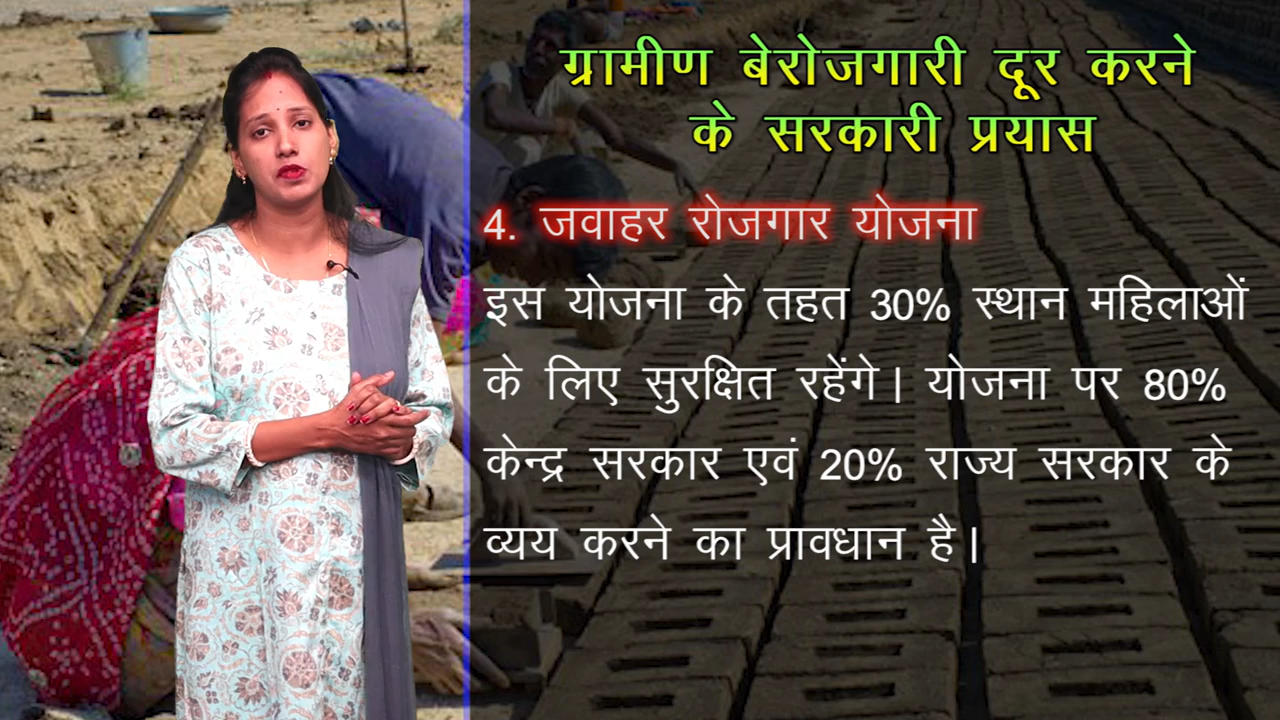 ग्रामीण बेरोजगारी दूर करने
के सरकारी प्रयास
4. जवाहर रोजगार योजना
इस योजना के तहत 30% स्थान महिलाओं
के लिए सुरक्षित रहेंगे। योजना पर 80%
केन्द्र सरकार एवं 20% राज्य सरकार के
व्यय करने का प्रावधान है।